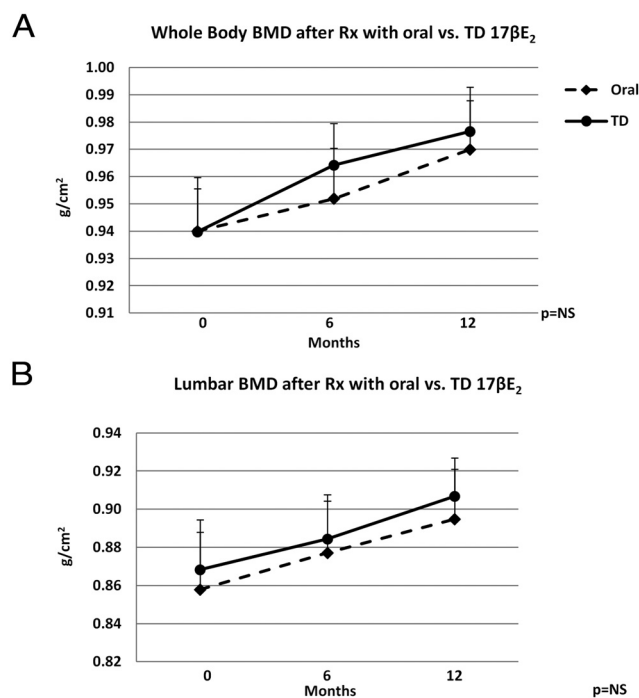 A
Whole Body BMD after Rx with oral vs. TD 17βE₂
1.00
0.99
0.98
0.97
0.96
0.95
0.94
0.93
0.92
0.91
g/cm²
0 6 12
Months
p=NS
Oral
TD
B
Lumbar BMD after Rx with oral vs. TD 17βE₂
0.94
0.92
0.90
0.88
0.86
0.84
0.82
g/cm²
0 6 12
Months
p=NS